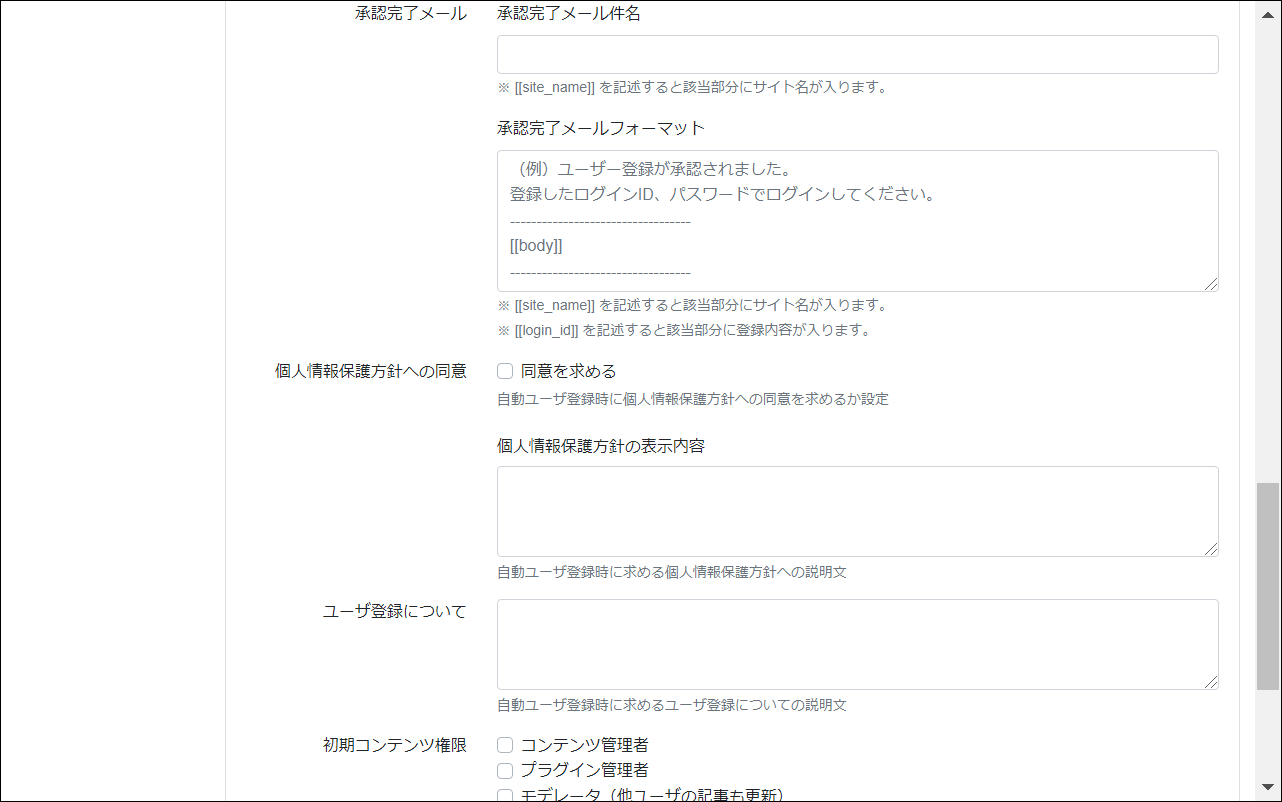 承認完了メール
承認完了メール件名
※ [[site_name]] を記述すると該当部分にサイト名が入ります。
承認完了メールフォーマット
（例）ユーザー登録が承認されました。
登録したログインID、パスワードでログインしてください。
----------------------------------
[[body]]
----------------------------------
※ [[site_name]] を記述すると該当部分にサイト名が入ります。
※ [[login_id]] を記述すると該当部分に登録内容が入ります。
個人情報保護方針への同意
同意を求める
自動ユーザ登録時に個人情報保護方針への同意を求めるか設定
個人情報保護方針の表示内容
自動ユーザ登録時に求める個人情報保護方針への説明文
ユーザ登録について
自動ユーザ登録時に求めるユーザ登録についての説明文
初期コンテンツ権限
コンテンツ管理者
プラグイン管理者
モデレータ（他ユーザの記事も更新）